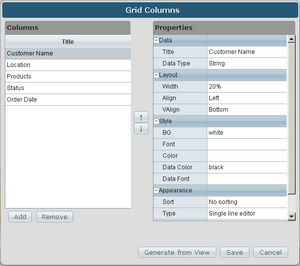 Grid Columns
Columns
Title
Customer Name
Location
Products
Status
Order Date
Add
Remove
Properties
Data
Title Customer Name
Data Type String
Layout
Width 20%
Align Left
VAlign Bottom
Style
BG white
Font
Color
Data Color black
Data Font
Appearance
Sort No sorting
Type Single line editor
Generate from View
Save
Cancel